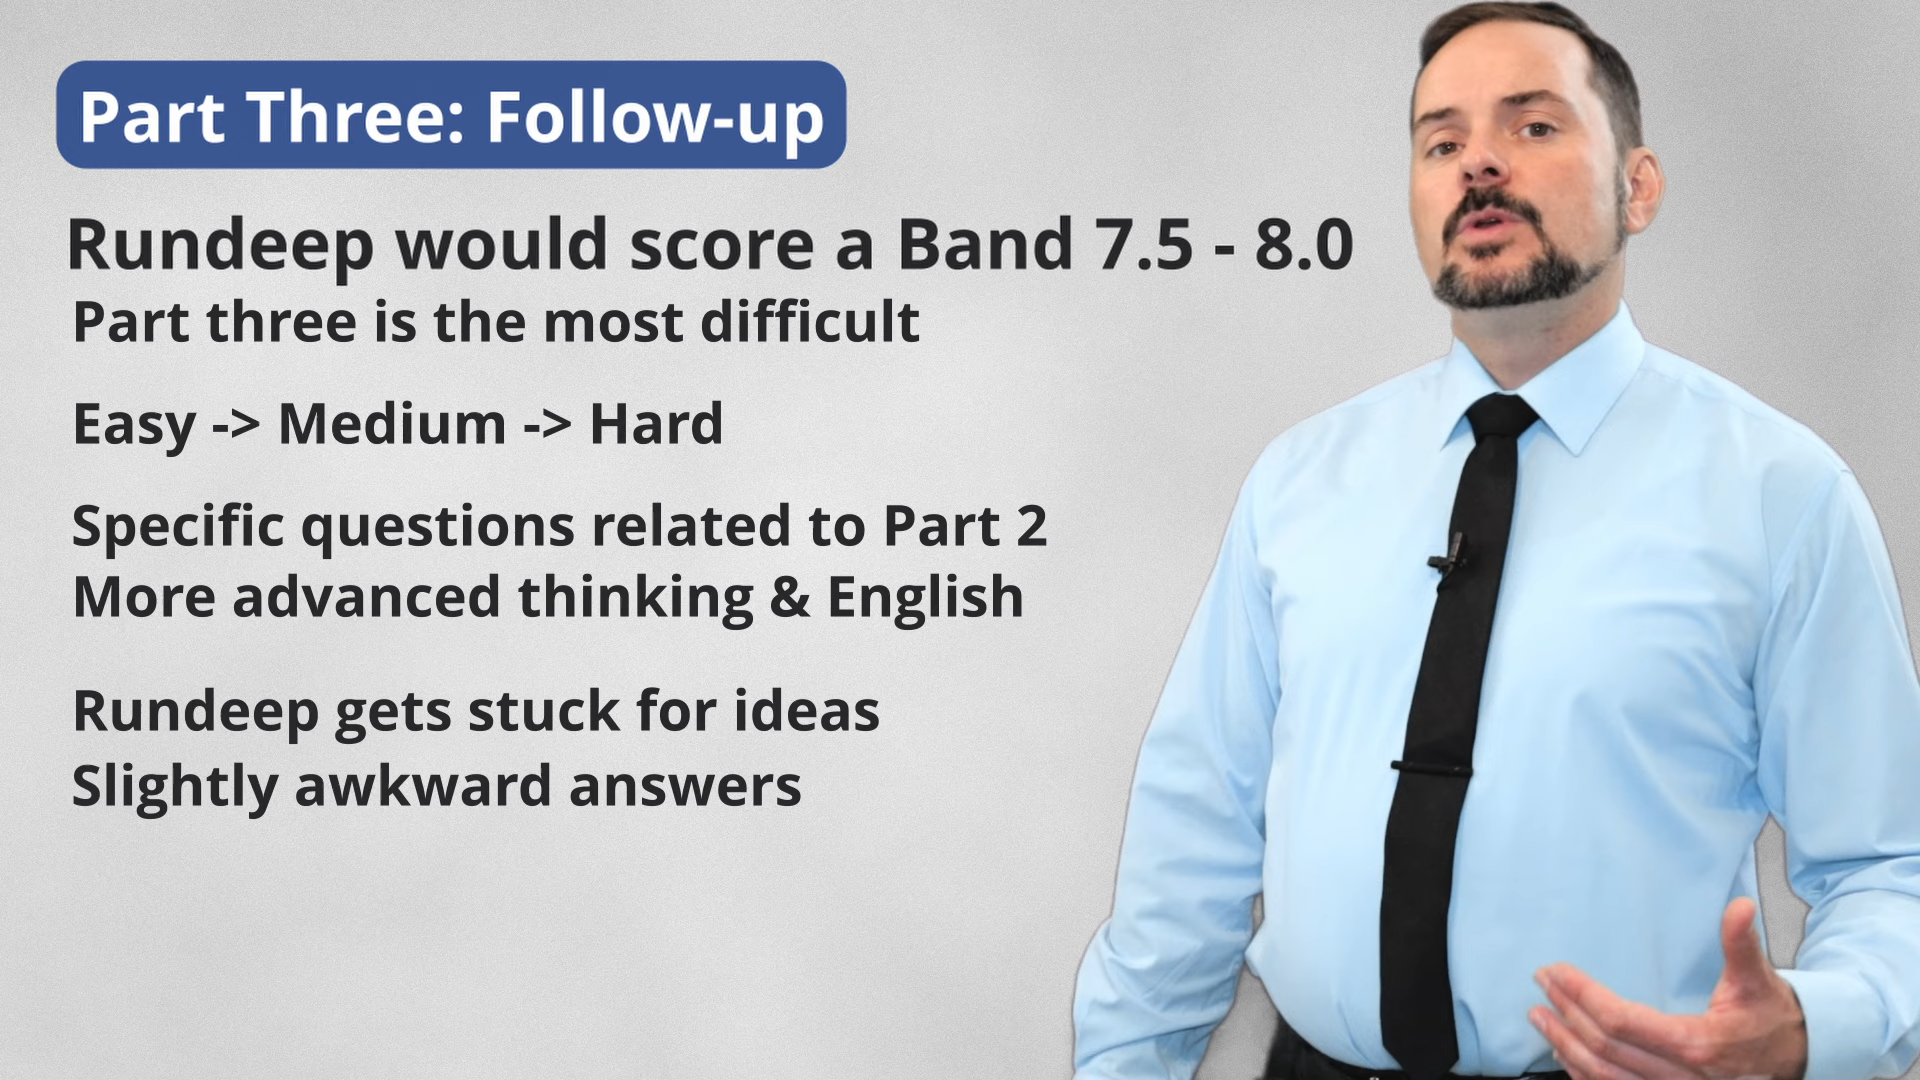 Part Three: Follow-up
Rundeep would score a Band 7.5 - 8.0
Part three is the most difficult
Easy -> Medium -> Hard
Specific questions related to Part 2
More advanced thinking & English
Rundeep gets stuck for ideas
Slightly awkward answers